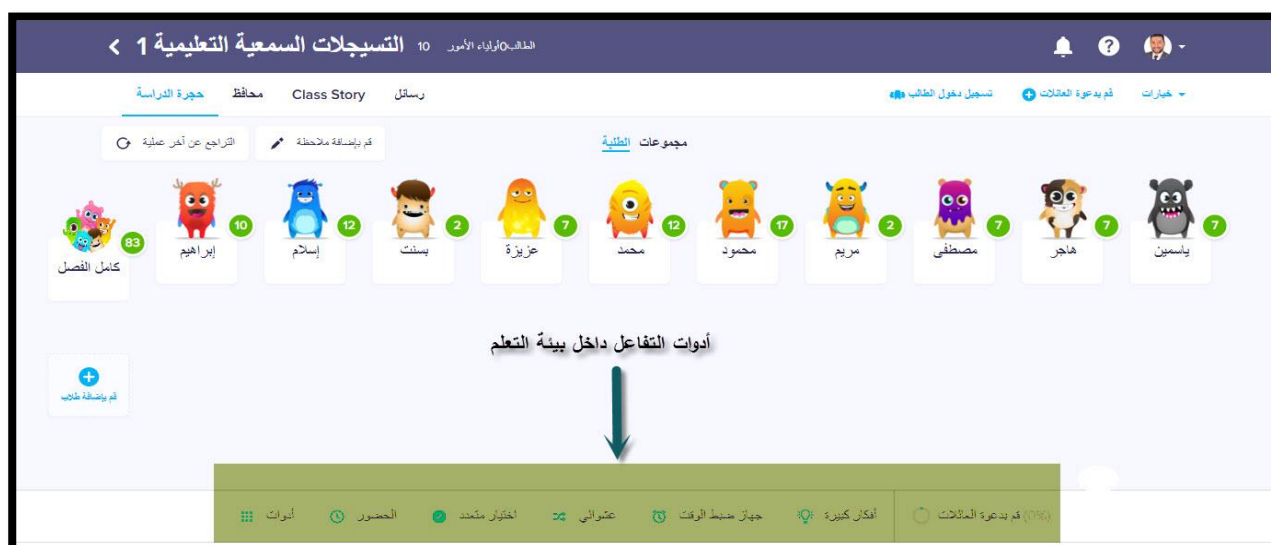 التسيجلات السمعية التعليمية 1
10 الطالب0أولياء الأمور
حجرة الدراسة
محافظ
Class Story
رسائل
تسجيل دخول الطالب
قم بدعوة العائلات
خيارات
التراجع عن آخر عملية
قم بإضافة ملاحظة
مجموعات الطلبة
83 10 12 2 7 12 17 2 7 7 7
كامل الفصل
إبراهيم
إسلام
بسنت
عزيزة
محمد
محمود
مريم
مصطفى
هاجر
ياسمين
أدوات التفاعل داخل بيئة التعلم
قم بإضافة طلاب
أدوات
الحضور
اختيار متعدد
عشوائي
جهاز ضبط الوقت
أفكار كبيرة
قم بدعوة العائلات (0%)